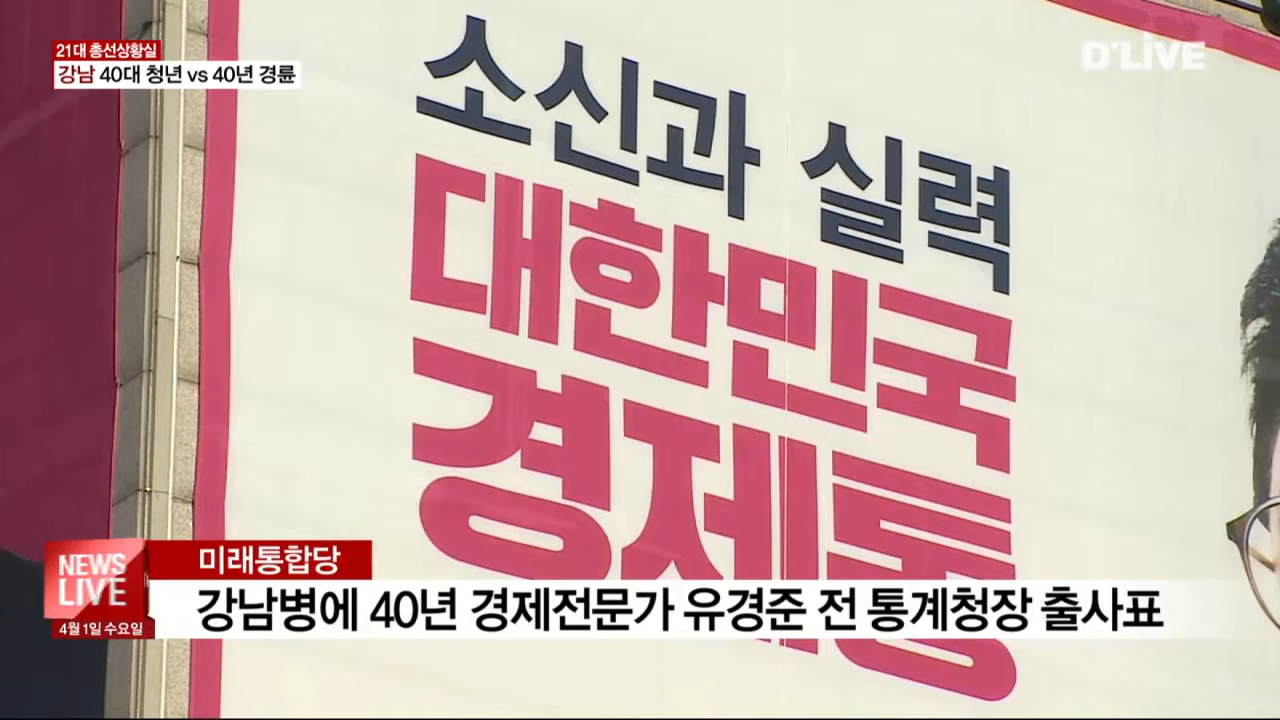 21대 총선상황실
강남 40대 청년 vs 40년 경륜
D'LIVE
소신과 실력
대한민국
경제통
미래통합당
NEWS
LIVE
4월 1일 수요일
강남병에 40년 경제전문가 유경준 전 통계청장 출사표